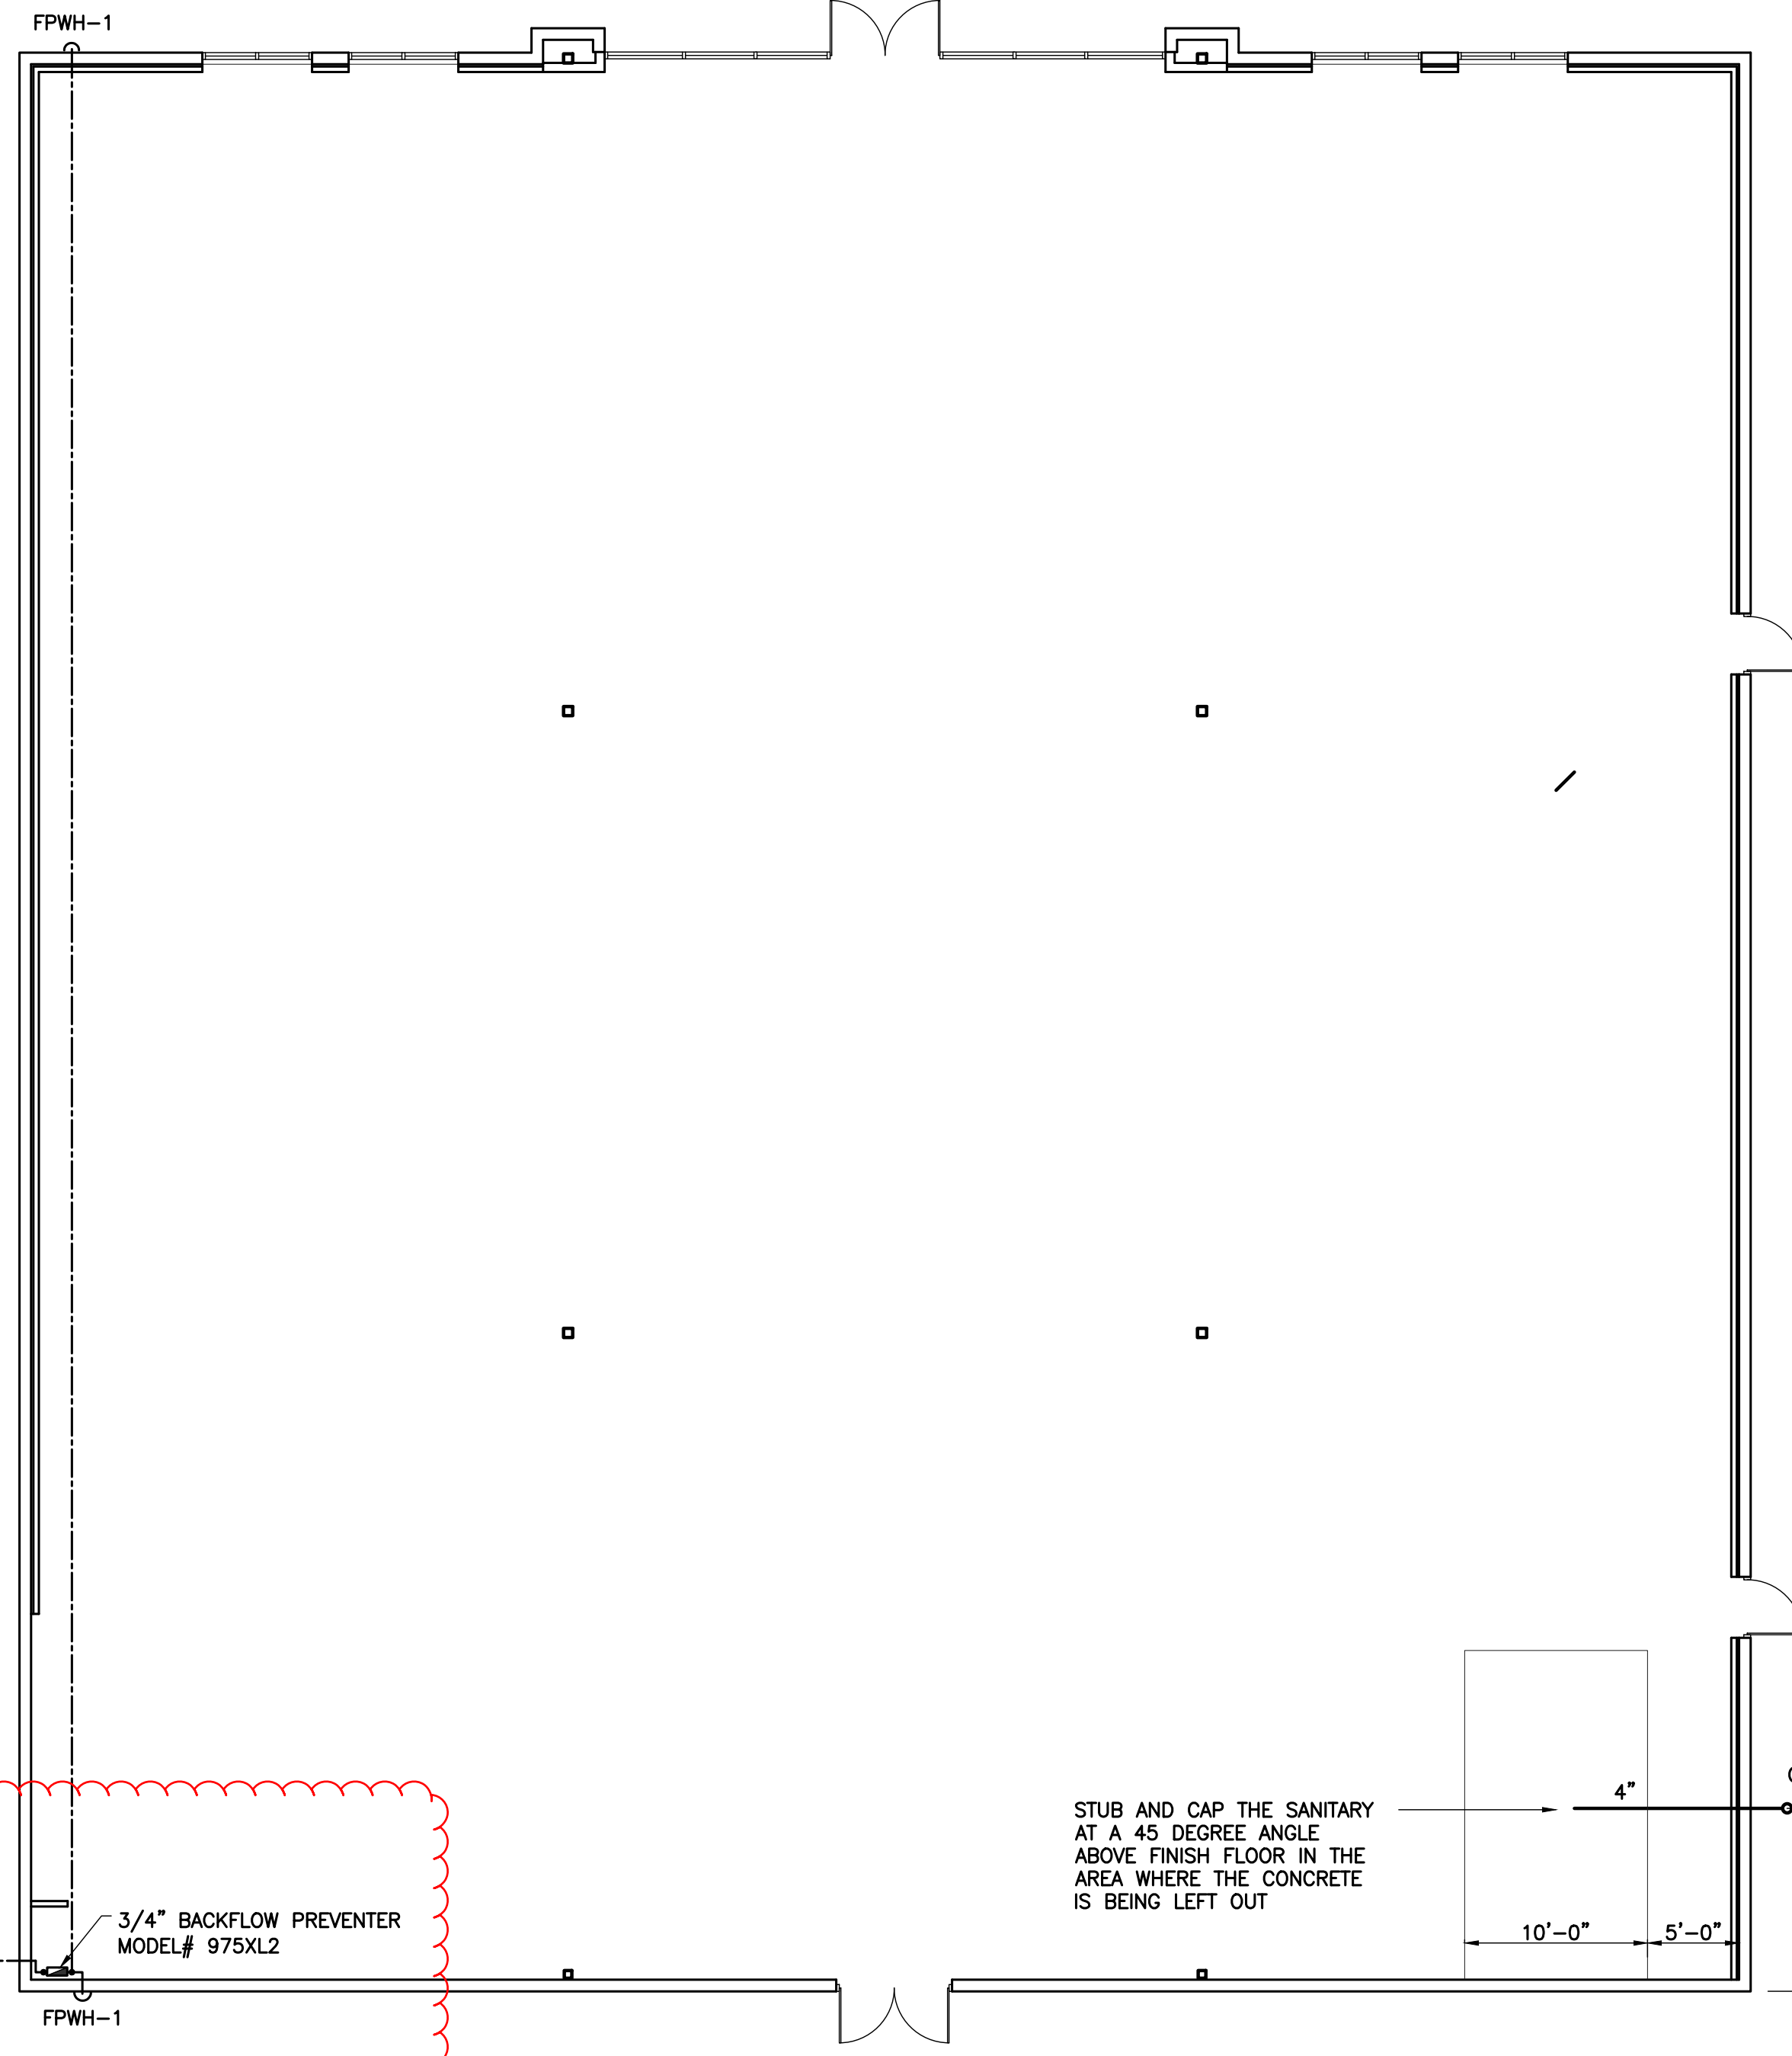 FPWH-1
4"
STUB AND CAP THE SANITARY
AT A 45 DEGREE ANGLE
ABOVE FINISH FLOOR IN THE
AREA WHERE THE CONCRETE
IS BEING LEFT OUT
3/4" BACKFLOW PREVENTER
MODEL# 975XL2
10'-0"
5'-0"
FPWH-1